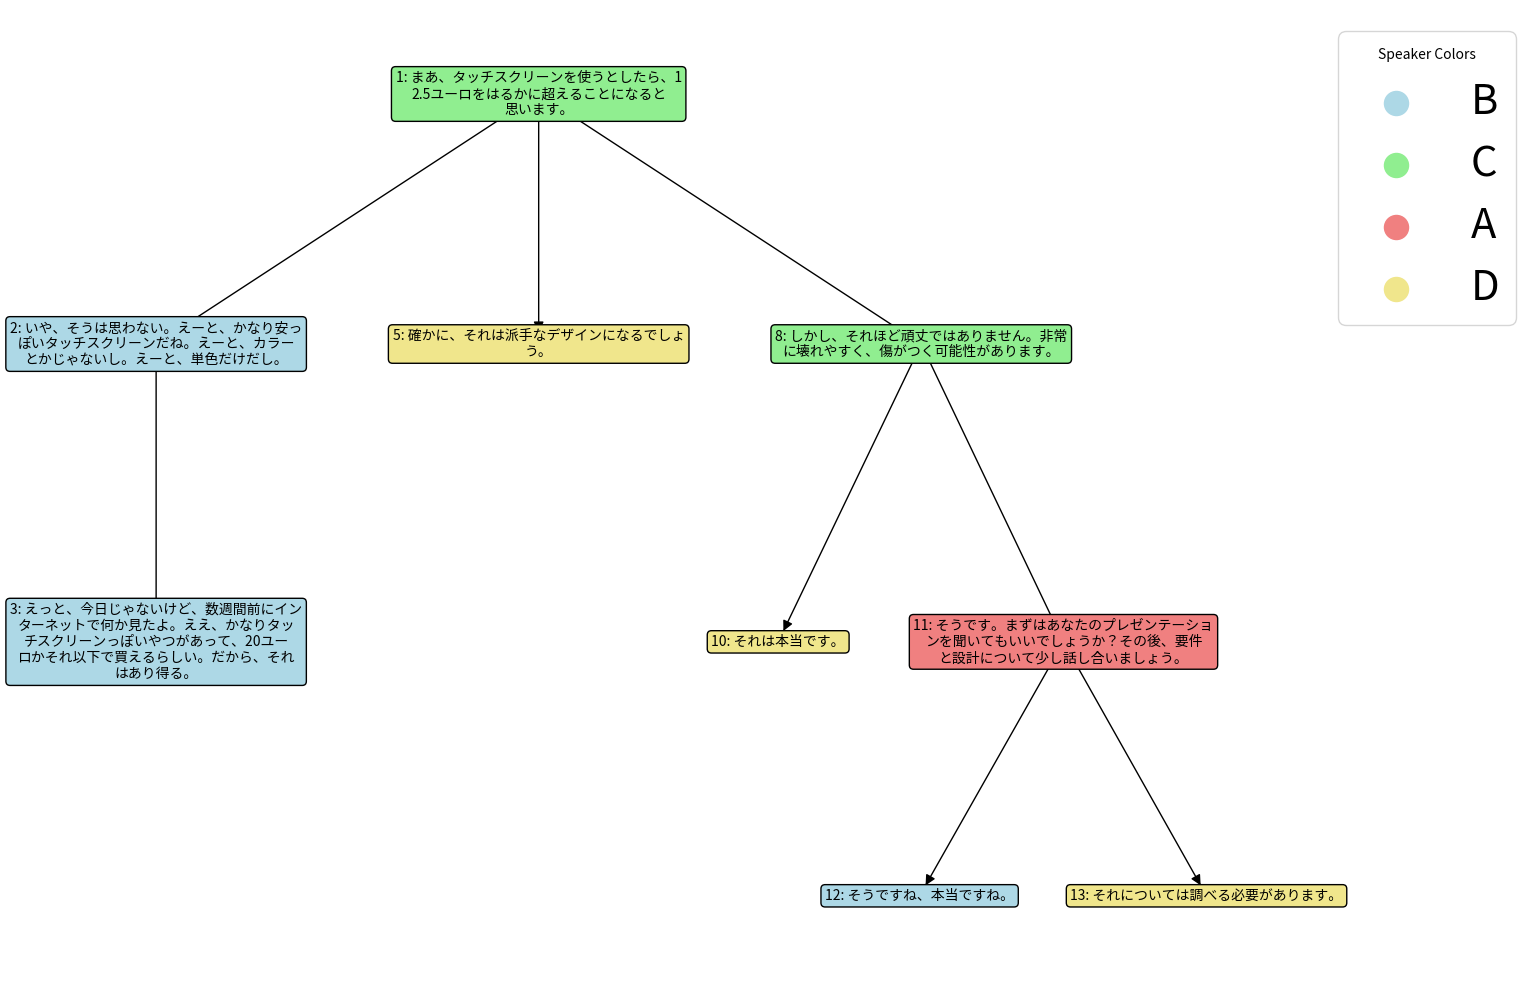 1: まあ、タッチスクリーンを使うとしたら、1
2.5ユーロをはるかに超えることになると
思います。
2: いや、そうは思わない。えーと、かなり安っ
ぽいタッチスクリーンだね。えーと、カラー
とかじゃないし。えーと、単色だけだし。
5: 確かに、それは派手なデザインになるでしょ
う。
8: しかし、それほど頑丈ではありません。非常
に壊れやすく、傷がつく可能性があります。
3: えっと、今日じゃないけど、数週間前にイン
ターネットで何か見たよ。ええ、かなりタッ
チスクリーンっぽいやつがあって、20ユー
ロかそれ以下で買えるらしい。だから、それ
はあり得る。
10: それは本当です。
11: そうです。まずはあなたのプレゼンテーショ
ンを聞いてもいいでしょうか？その後、要件
と設計について少し話し合いましょう。
12: そうですね、本当ですね。
13: それについては調べる必要があります。
Speaker Colors
B
C
A
D